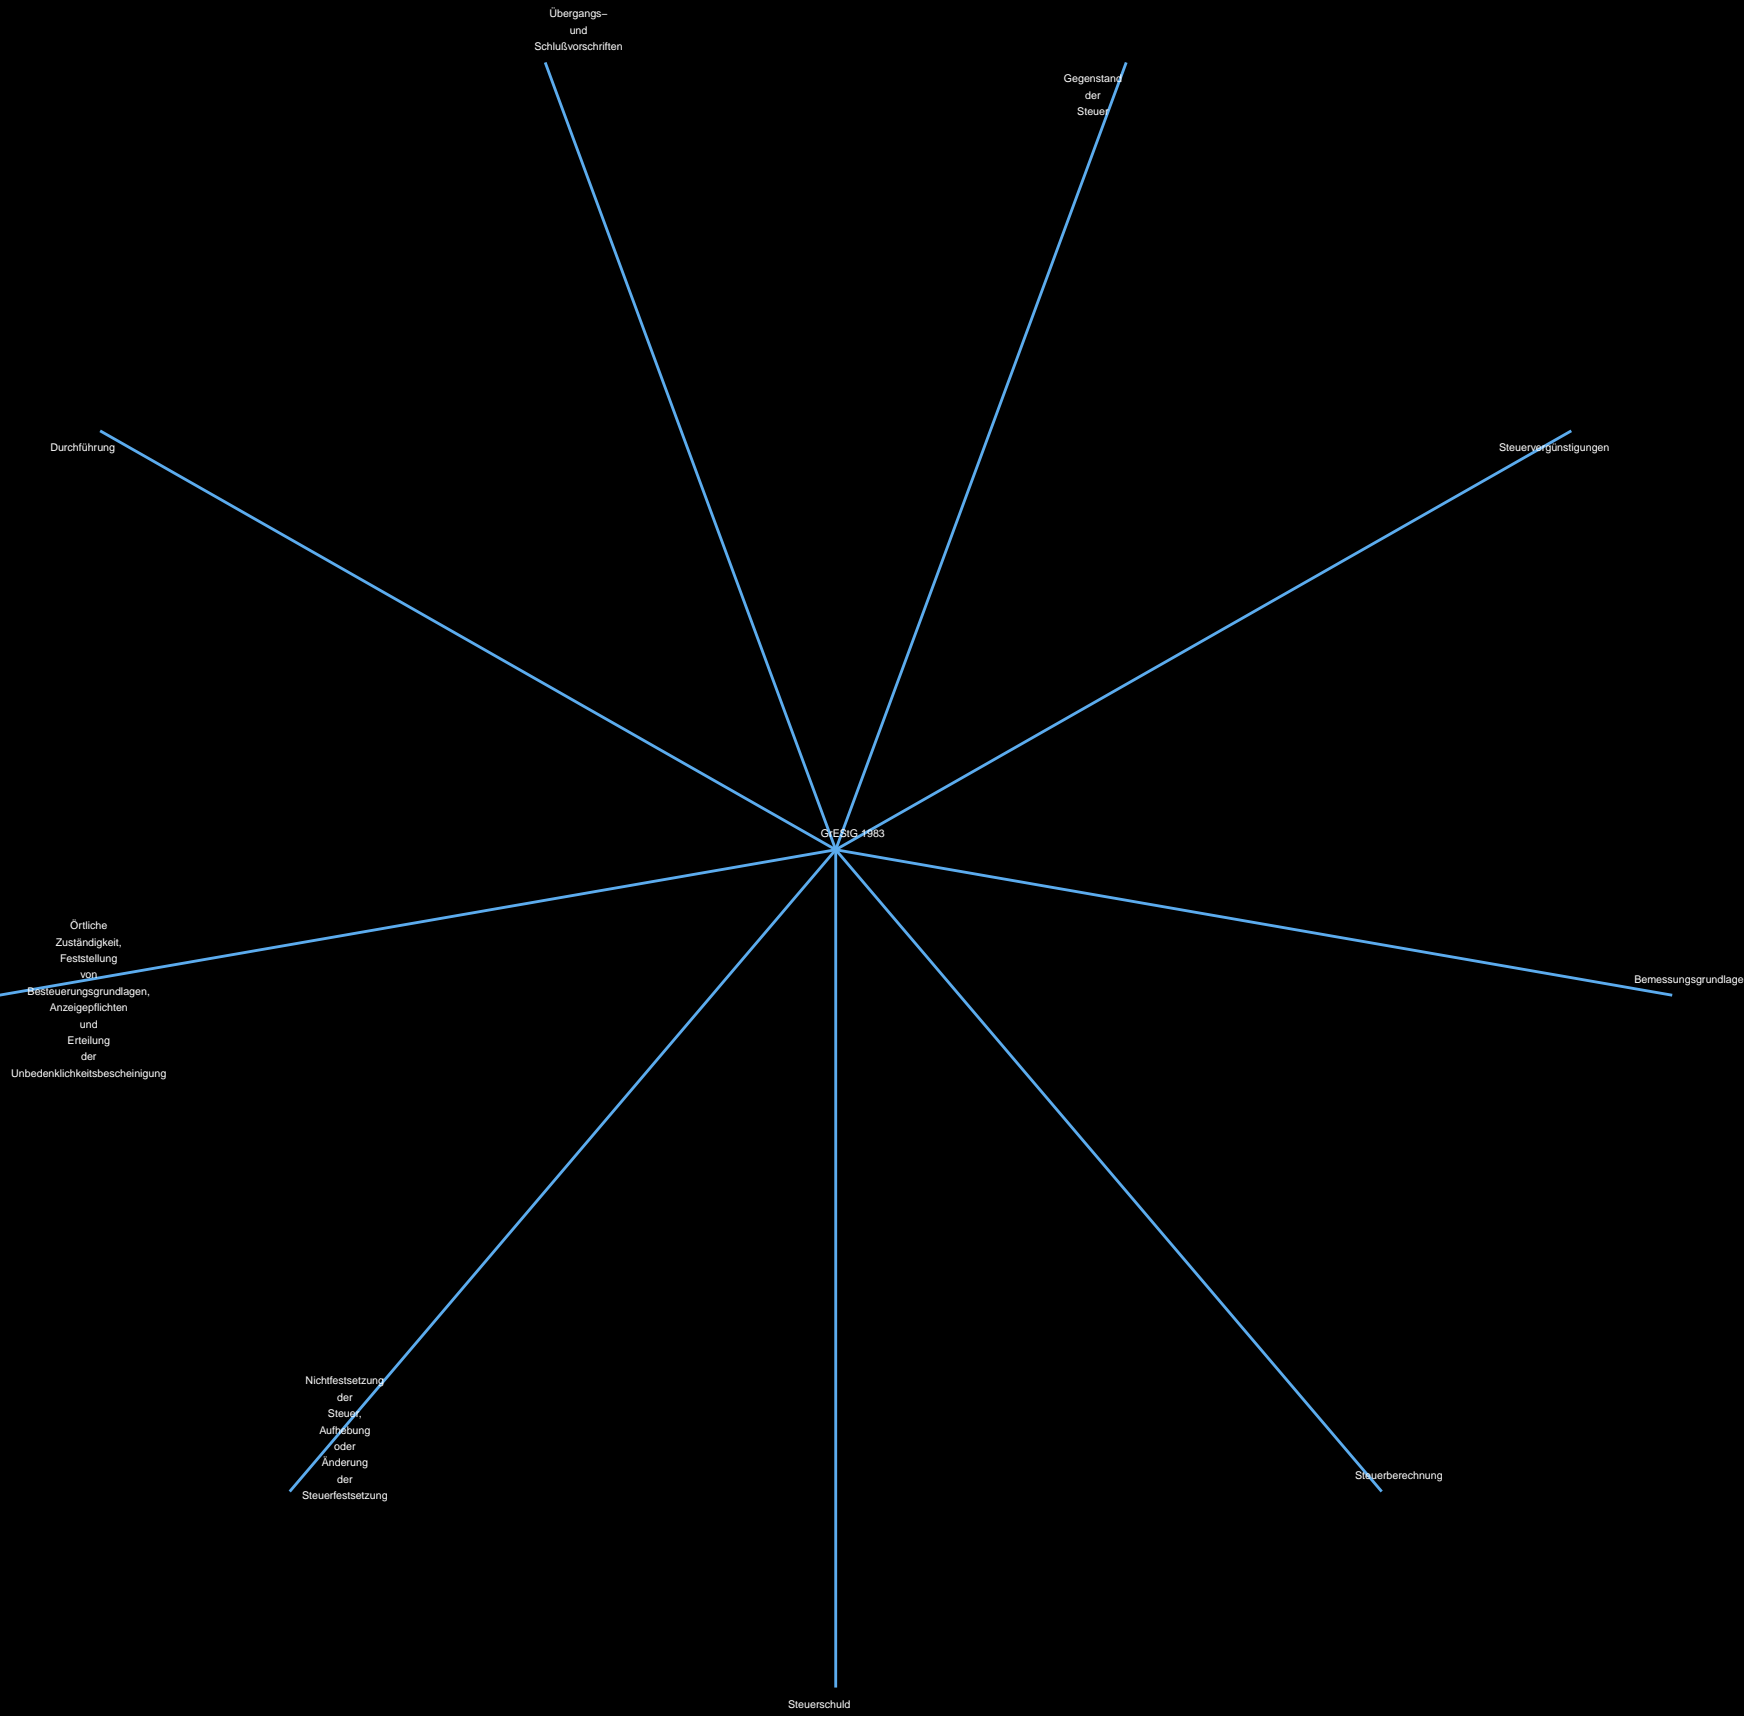 Übergangs–
und
Schlußvorschriften
Gegenstand
der
Steuer
Durchführung
Steuervergünstigungen
GrEStG 1983
Örtliche
Zuständigkeit,
Feststellung
von
Besteuerungsgrundlagen,
Anzeigepflichten
und
Erteilung
der
Unbedenklichkeitsbescheinigung
Bemessungsgrundlage
Nichtfestsetzung
der
Steuer,
Aufhebung
oder
Änderung
der
Steuerfestsetzung
Steuerberechnung
Steuerschuld